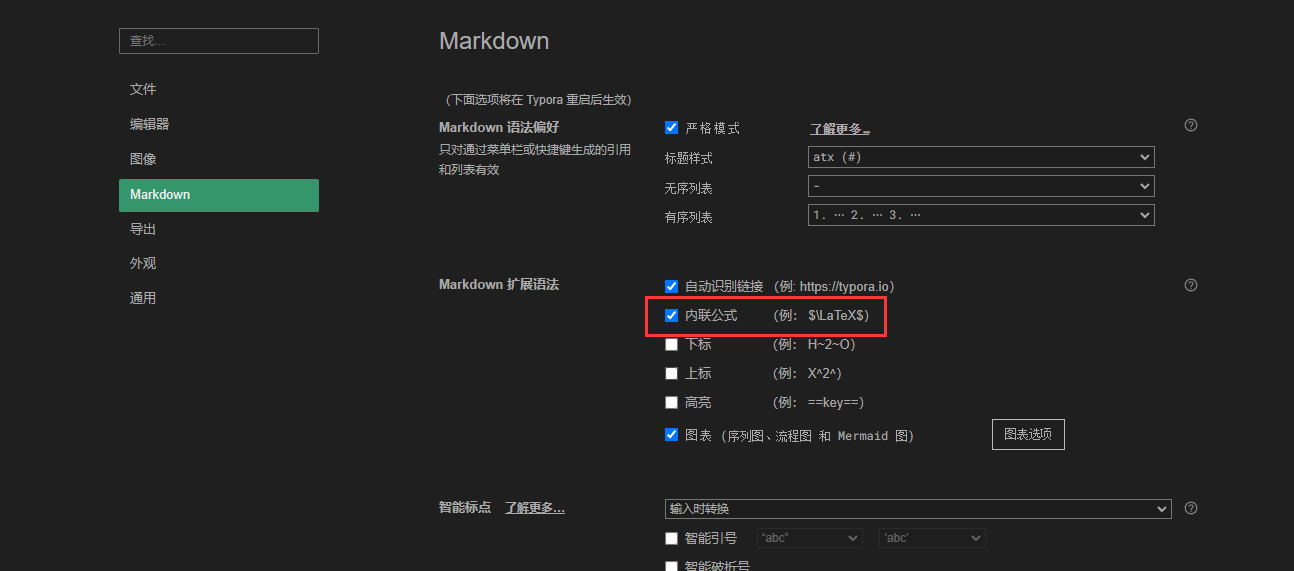 查找...
文件
编辑器
图像
Markdown
导出
外观
通用
Markdown
（下面选项将在 Typora 重启后生效）
Markdown 语法偏好
只对通过菜单栏或快捷键生成的引用
和列表有效
严格模式 了解更多...
标题样式 atx (#)
无序列表 -
有序列表 1. … 2. … 3. …
Markdown 扩展语法
自动识别链接 （例: https://typora.io）
内联公式 （例： $\LaTeX$）
下标 （例： H~2~O）
上标 （例： X^2^）
高亮 （例： ==key==）
图表 （序列图、流程图 和 Mermaid 图） 图表选项
智能标点 了解更多... 输入时转换
智能引号 “abc” ‘abc’
智能破折号